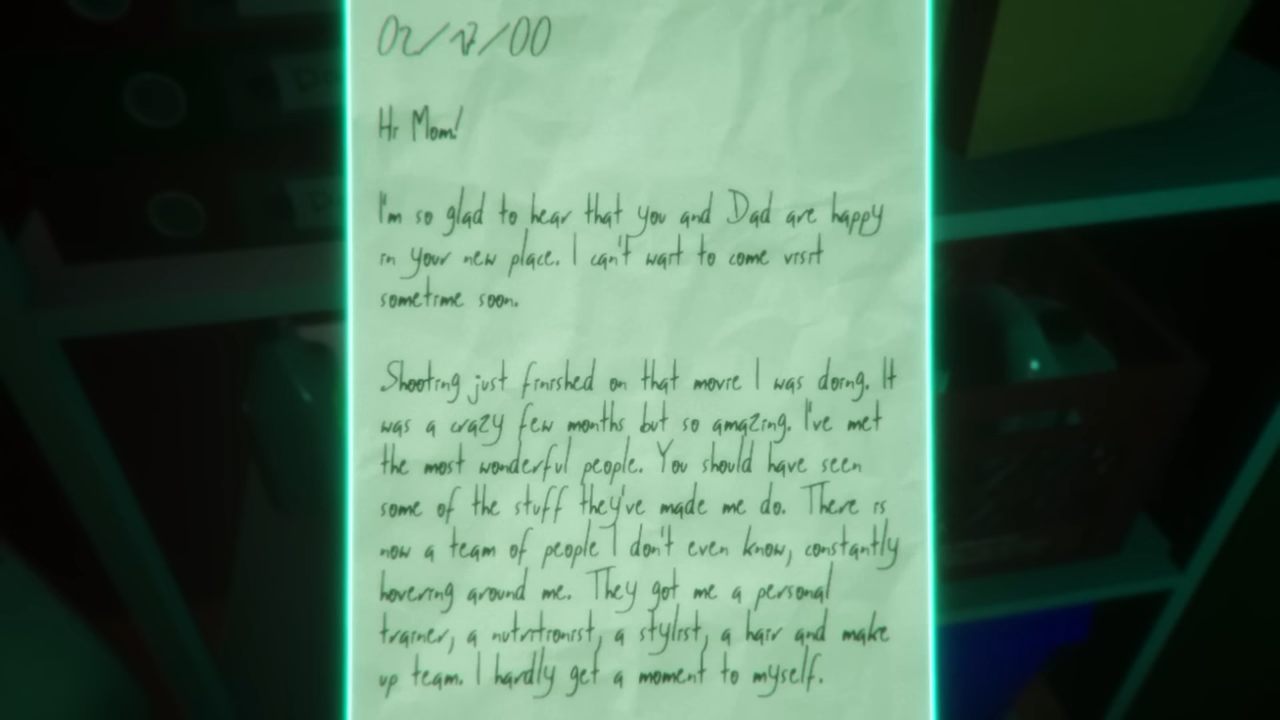 Hi Mom!
I'm so glad to hear that you and Dad are happy
in your new place. I can't wait to come visit
sometime soon.
Shooting just finished on that movie I was doing. It
was a crazy few months but so amazing. I've met
the most wonderful people. You should have seen
some of the stuff they've made me do. There is
now a team of people I don't even know, constantly
hovering around me. They got me a personal
trainer, a nutritionist, a stylist, a hair and make
up team. I hardly get a moment to myself.